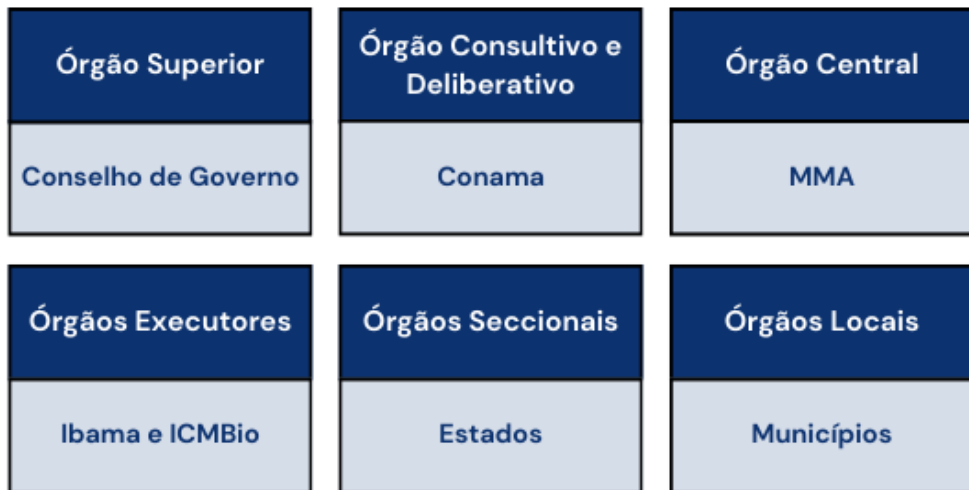 Órgão Superior
Conselho de Governo
Órgão Consultivo e
Deliberativo
Conama
Órgão Central
MMA
Órgãos Executores
Ibama e ICMBio
Órgãos Seccionais
Estados
Órgãos Locais
Municípios